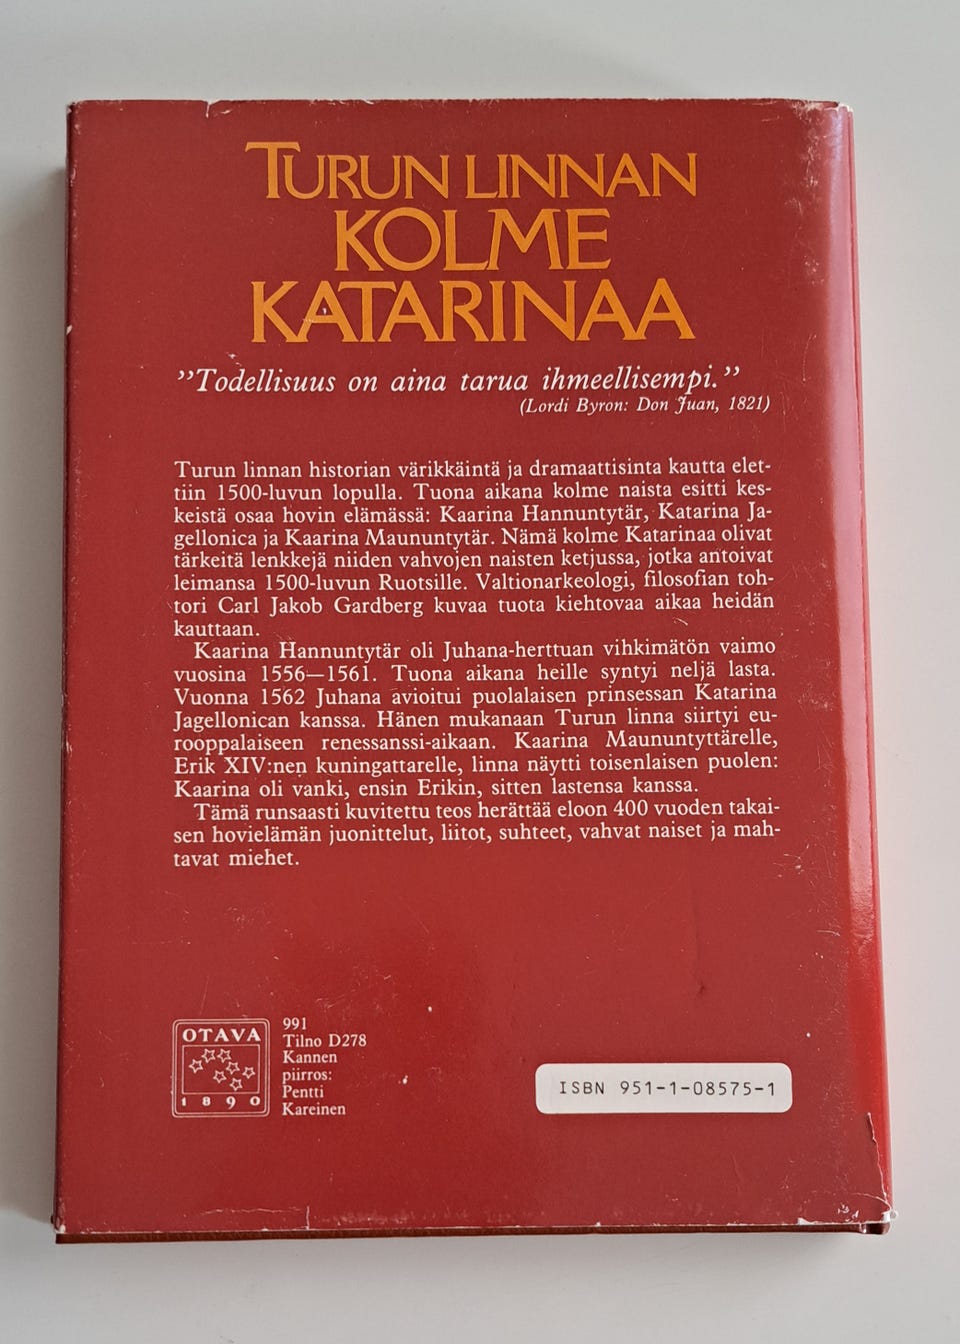 TURUN LINNAN
KOLME
KATARINAA
”Todellisuus on aina tarua ihmeellisempi.”
(Lordi Byron: Don Juan, 1821)
Turun linnan historian värikkäintä ja dramaattisinta kautta elet-
tiin 1500-luvun lopulla. Tuona aikana kolme naista esitti kes-
keistä osaa hovin elämässä: Kaarina Hannuntytär, Katarina Ja-
gellonica ja Kaarina Maununtytär. Nämä kolme Katarinaa olivat
tärkeitä lenkkejä niiden vahvojen naisten ketjussa, jotka antoivat
leimansa 1500-luvun Ruotsille. Valtionarkeologi, filosofian toh-
tori Carl Jakob Gardberg kuvaa tuota kiehtovaa aikaa heidän
kauttaan.
Kaarina Hannuntytär oli Juhana-herttuan vihkimätön vaimo
vuosina 1556—1561. Tuona aikana heille syntyi neljä lasta.
Vuonna 1562 Juhana avioitui puolalaisen prinsessan Katarina
Jagellonican kanssa. Hänen mukanaan Turun linna siirtyi eu-
rooppalaiseen renessanssi-aikaan. Kaarina Maununtyttärelle,
Erik XIV:nen kuningattarelle, linna näytti toisenlaisen puolen:
Kaarina oli vanki, ensin Erikin, sitten lastensa kanssa.
Tämä runsaasti kuvitettu teos herättää eloon 400 vuoden takai-
sen hovielämän juonittelut, liitot, suhteet, vahvat naiset ja mah-
tavat miehet.
OTAVA
1890
991
Tilno D278
Kannen
piirros:
Pentti
Kareinen
ISBN 951-1-08575-1